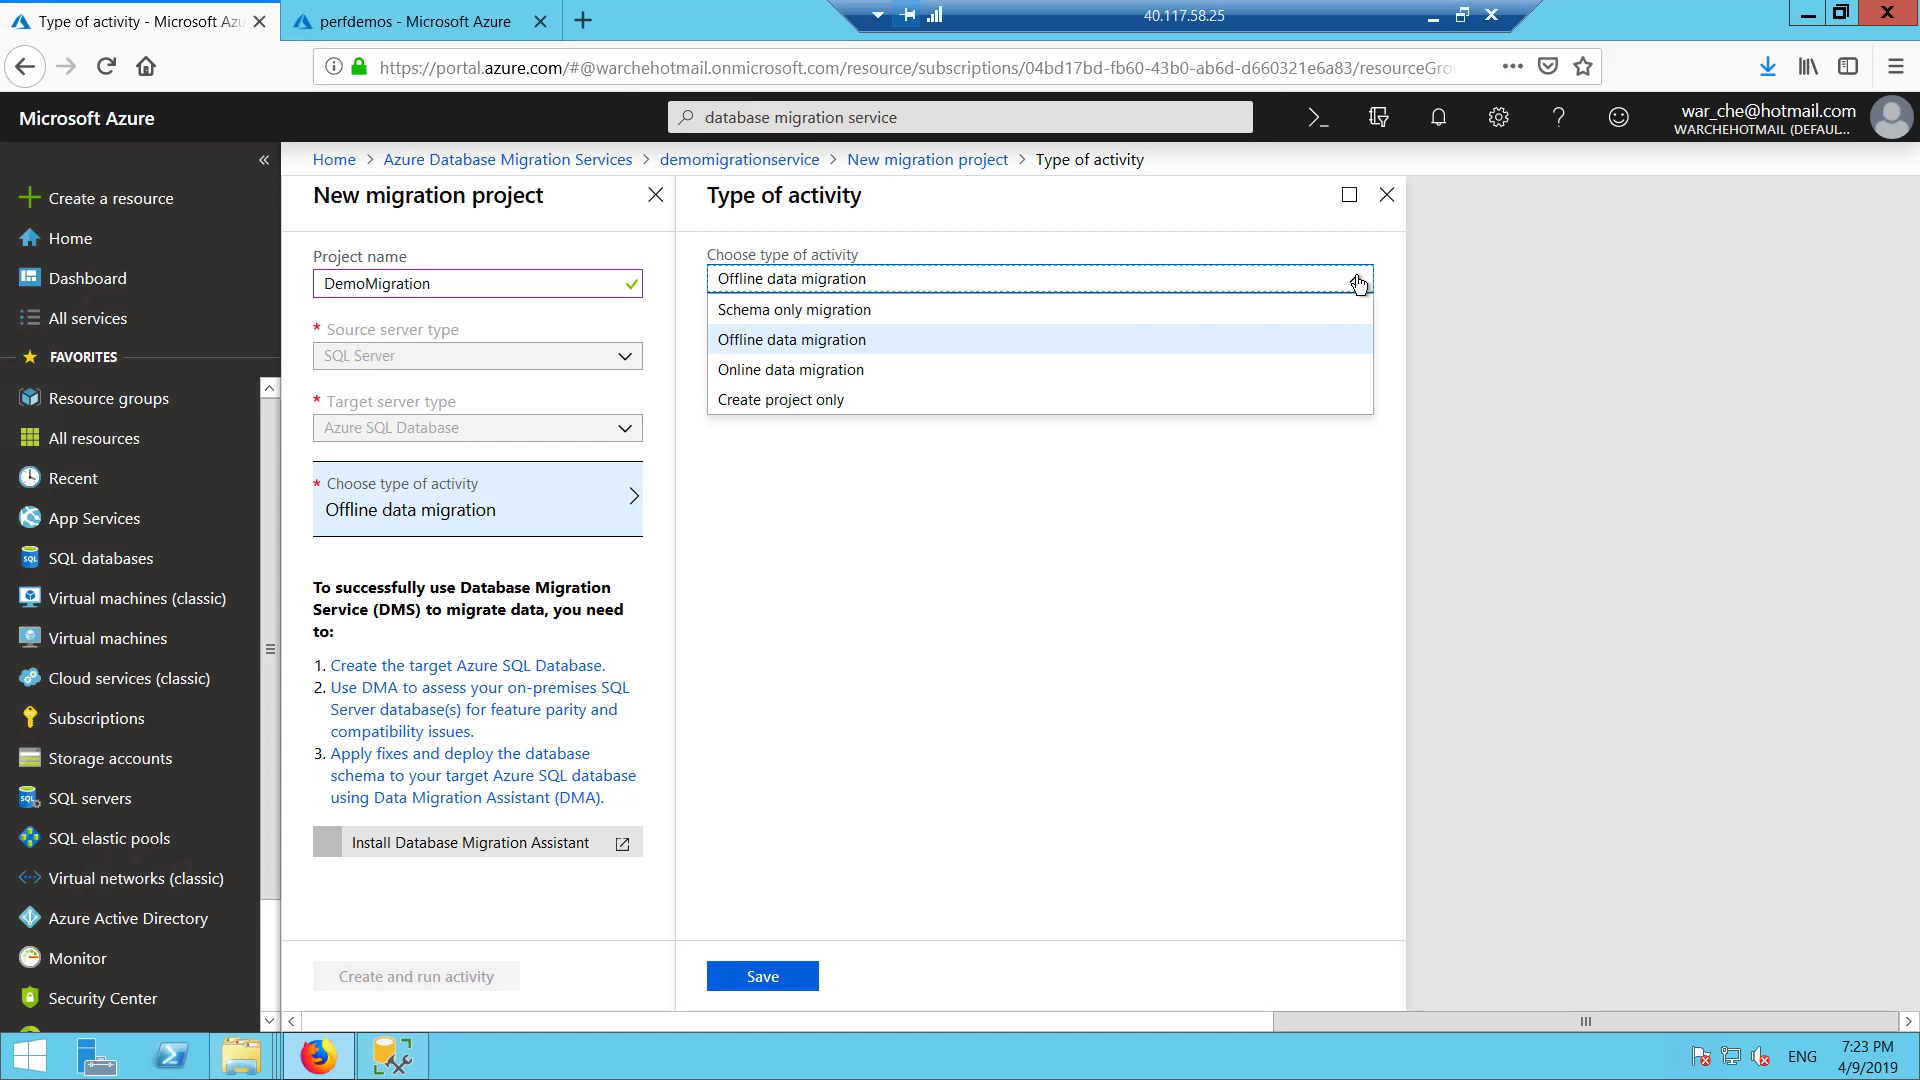 Type of activity - Microsoft Azu
perfdemos - Microsoft Azure
40.117.58.25
https://portal.azure.com/#@warchehotmail.onmicrosoft.com/resource/subscriptions/04bd17bd-fb60-43b0-ab6d-d660321e6a83/resourceGro
Microsoft Azure
database migration service
war_che@hotmail.com
WARCHEHOTMAIL (DEFAUL...
Home > Azure Database Migration Services > demomigrationservice > New migration project > Type of activity
Create a resource
Home
Dashboard
All services
FAVORITES
Resource groups
All resources
Recent
App Services
SQL databases
Virtual machines (classic)
Virtual machines
Cloud services (classic)
Subscriptions
Storage accounts
SQL servers
SQL elastic pools
Virtual networks (classic)
Azure Active Directory
Monitor
Security Center
New migration project
Project name
DemoMigration
* Source server type
SQL Server
* Target server type
Azure SQL Database
* Choose type of activity
Offline data migration
To successfully use Database Migration
Service (DMS) to migrate data, you need
to:
1. Create the target Azure SQL Database.
2. Use DMA to assess your on-premises SQL
Server database(s) for feature parity and
compatibility issues.
3. Apply fixes and deploy the database
schema to your target Azure SQL database
using Data Migration Assistant (DMA).
Install Database Migration Assistant
Create and run activity
Type of activity
Choose type of activity
Offline data migration
Schema only migration
Offline data migration
Online data migration
Create project only
Save
ENG
7:23 PM
4/9/2019